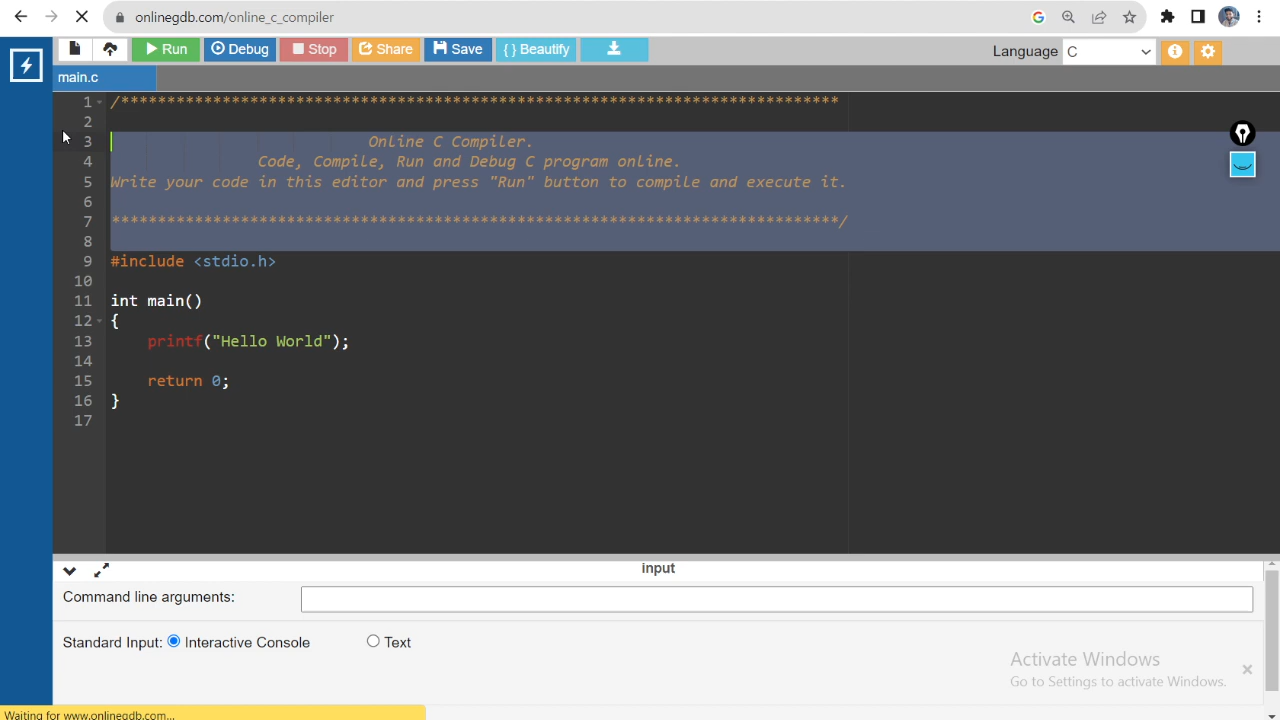 onlinegdb.com/online_c_compiler
Run Debug Stop Share Save { } Beautify Language C
main.c
1 /******************************************************************************
2
3 Online C Compiler.
4 Code, Compile, Run and Debug C program online.
5 Write your code in this editor and press "Run" button to compile and execute it.
6
7 *******************************************************************************/
8
9 #include <stdio.h>
10
11 int main()
12 {
13 printf("Hello World");
14
15 return 0;
16 }
17
input
Command line arguments:
Standard Input: Interactive Console Text
Activate Windows
Go to Settings to activate Windows.
Waiting for www.onlinegdb.com...